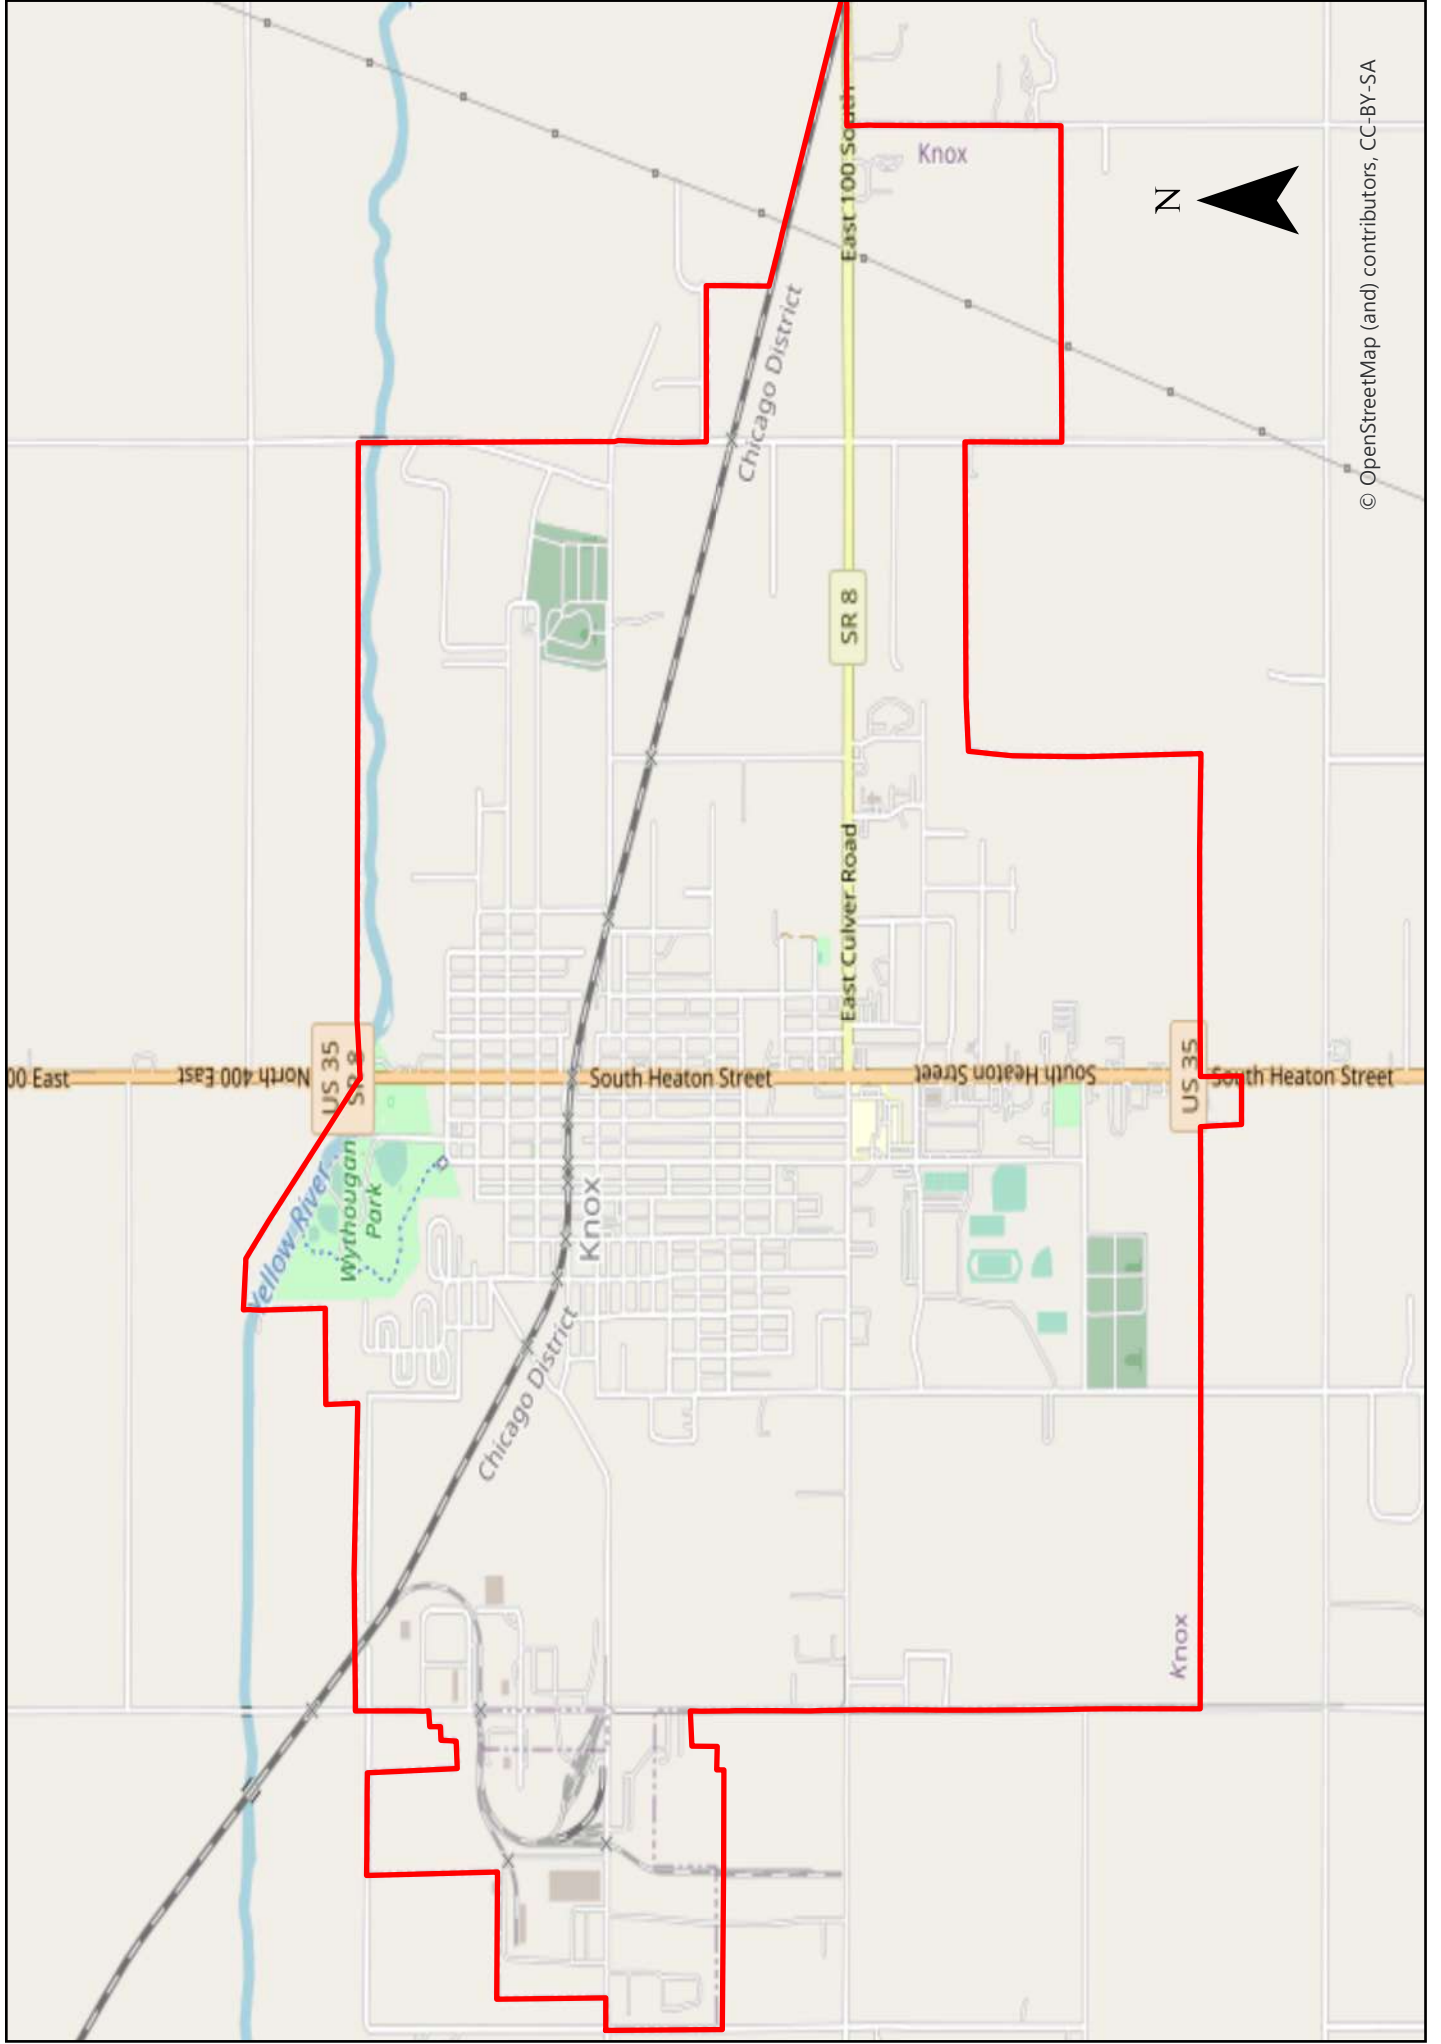 © OpenStreetMap (and) contributors, CC-BY-SA
N
Knox
East 100 South
Chicago District
SR 8
East Culver Road
00 East
North 400 East
US 35
SR 8
South Heaton Street
South Heaton Street
US 35
South Heaton Street
Yellow River
Wythougan
Park
Knox
Chicago District
Knox